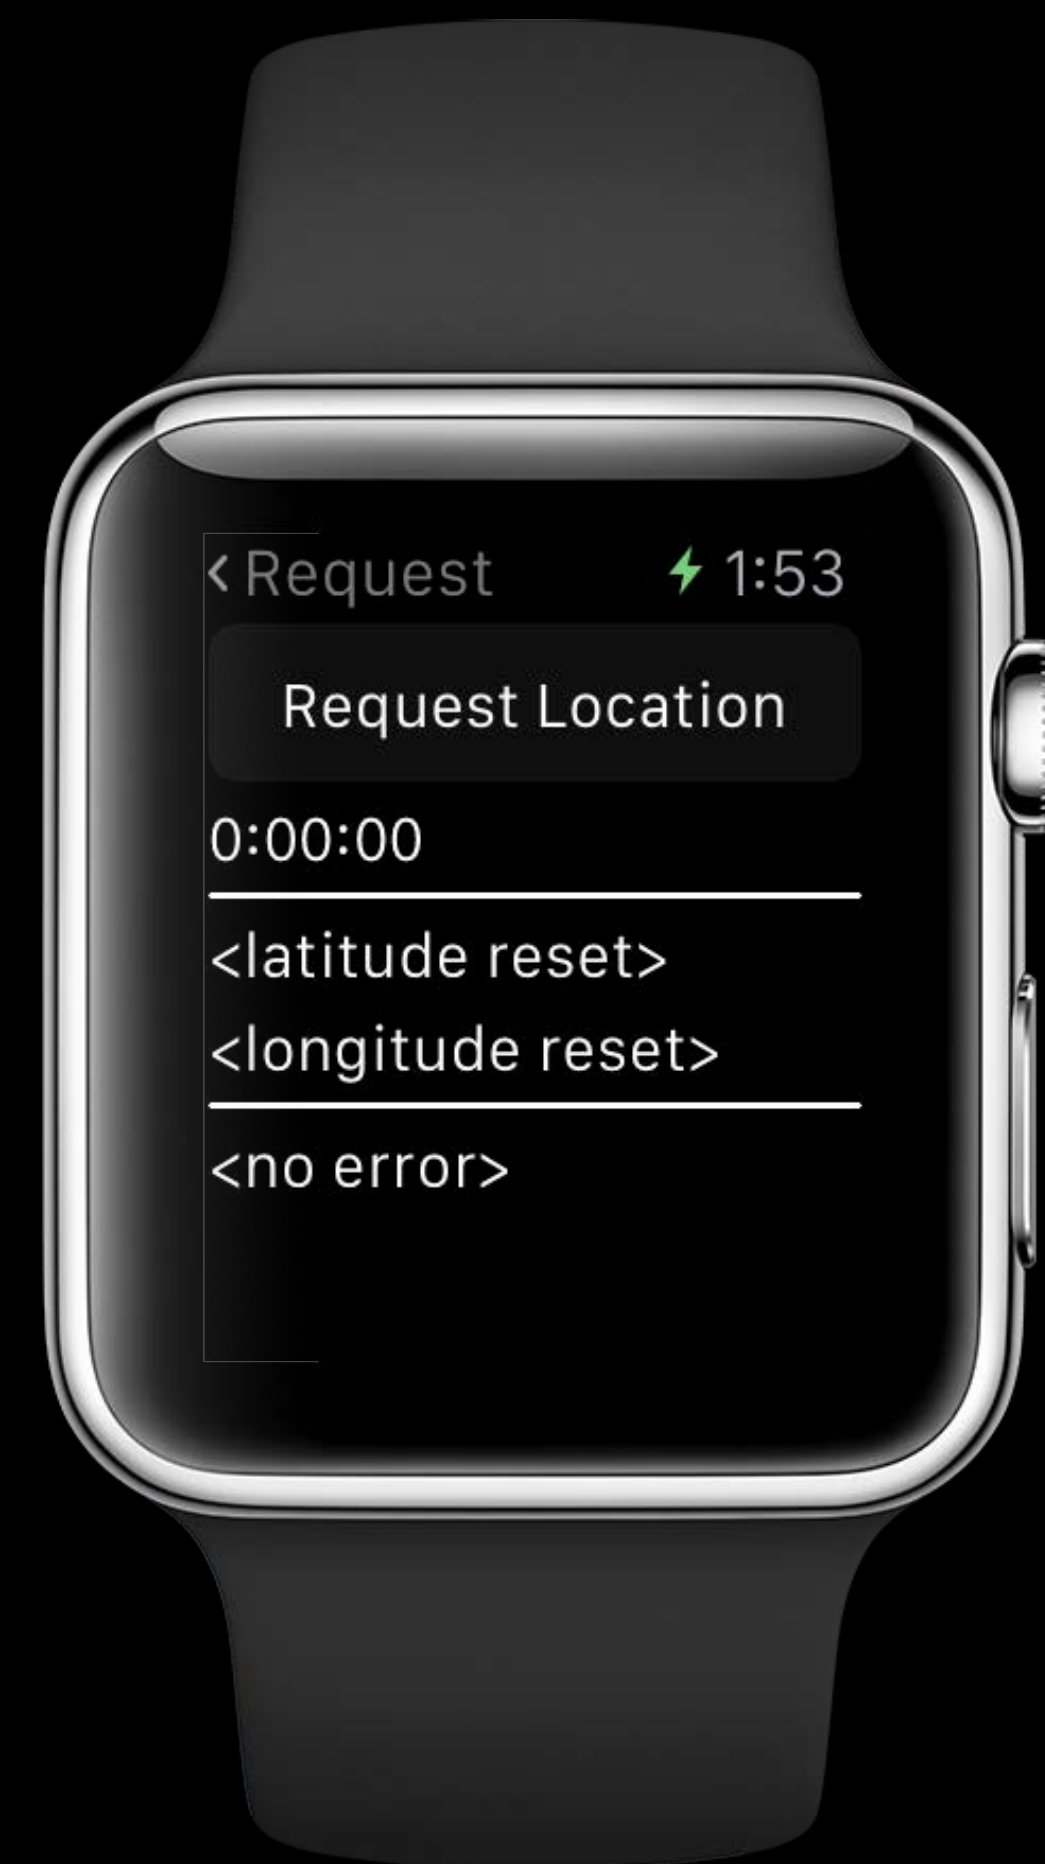 < Request 1:53
Request Location
0:00:00
<latitude reset>
<longitude reset>
<no error>